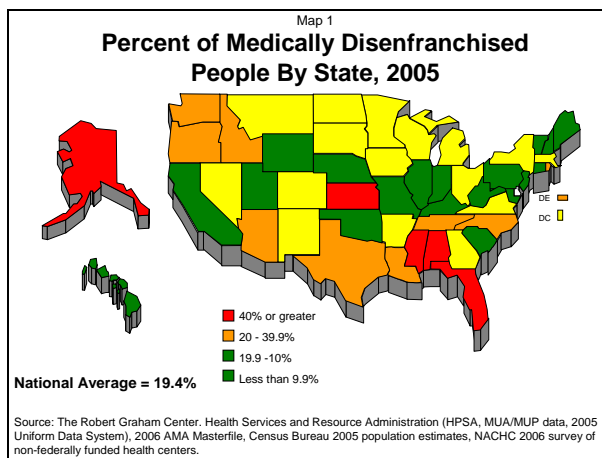 Map 1
Percent of Medically Disenfranchised
People By State, 2005
DE
DC
40% or greater
20 - 39.9%
19.9 -10%
Less than 9.9%
National Average = 19.4%
Source: The Robert Graham Center. Health Services and Resource Administration (HPSA, MUA/MUP data, 2005
Uniform Data System), 2006 AMA Masterfile, Census Bureau 2005 population estimates, NACHC 2006 survey of
non-federally funded health centers.